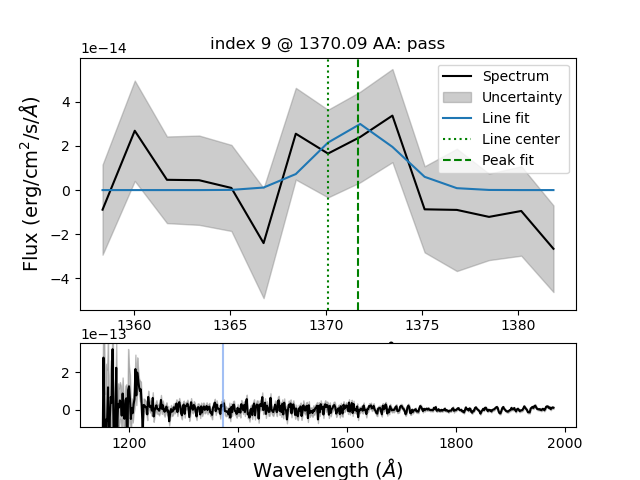 index 9 @ 1370.09 AA: pass
1e−14
Flux (erg/cm²/s/Å)
4
2
0
−2
−4
Spectrum
Uncertainty
Line fit
Line center
Peak fit
1360 1365 1370 1375 1380
1e−13
2
0
1200 1400 1600 1800 2000
Wavelength (Å)